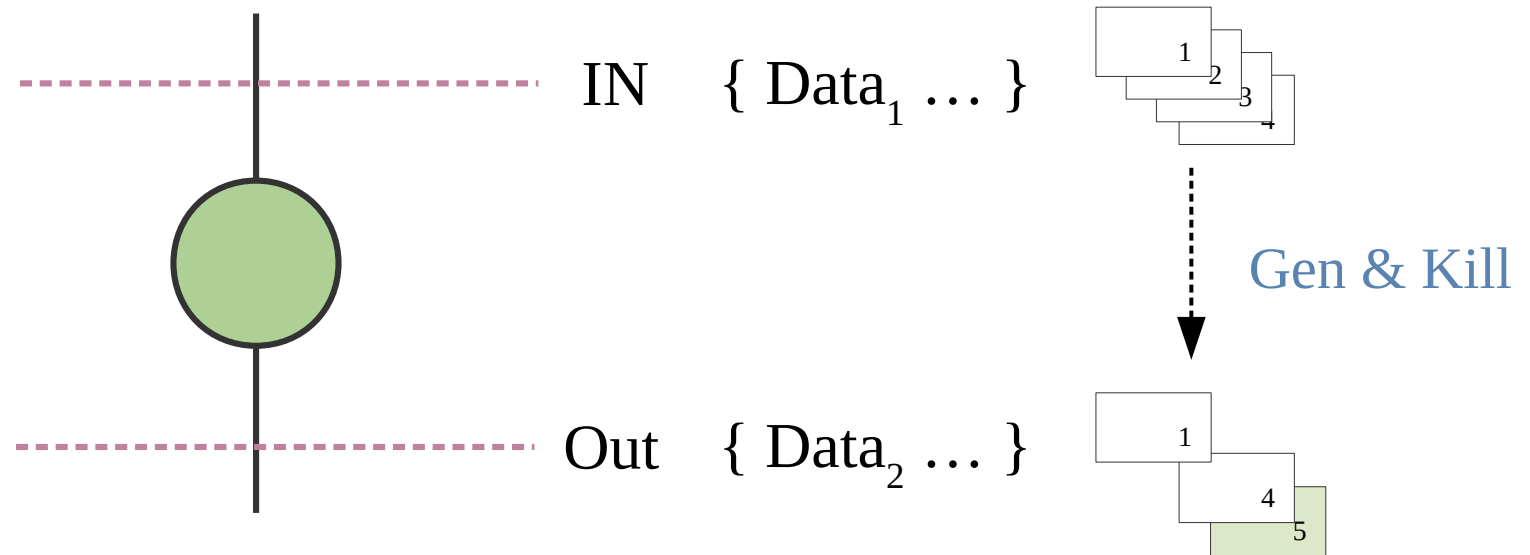 IN { Data1 … }
1
2
3
4
Gen & Kill
Out { Data2 … }
1
4
5